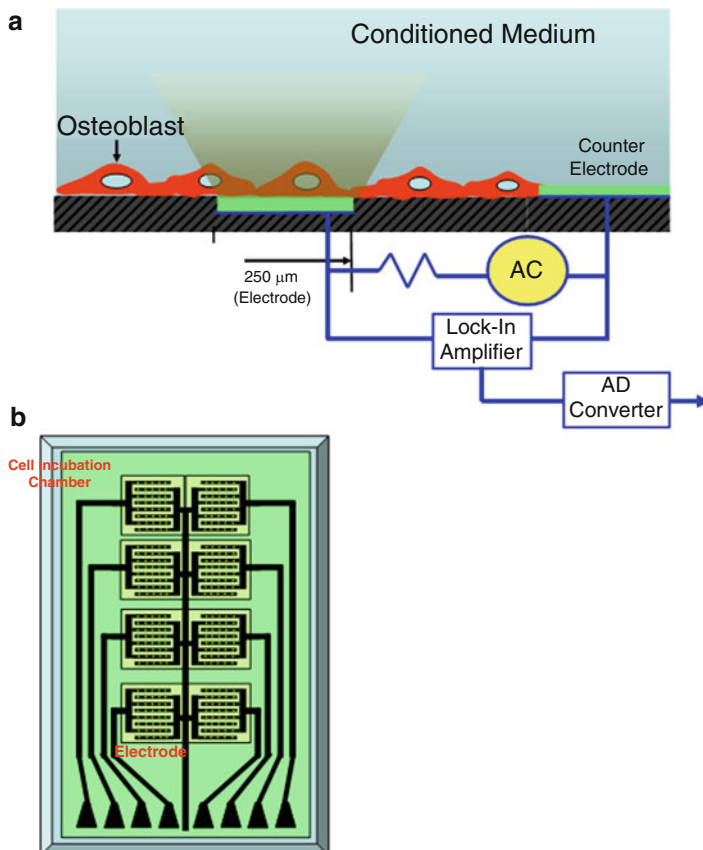 a
Conditioned Medium
Osteoblast
Counter
Electrode
250 μm
(Electrode)
AC
Lock-In
Amplifier
AD
Converter
b
Cell Incubation
Chamber
Electrode